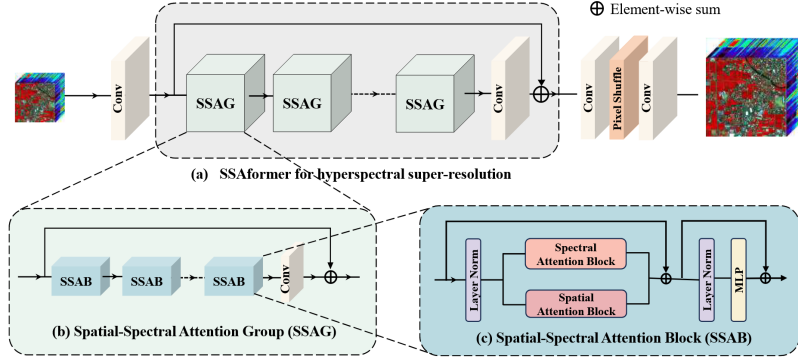 ⊕ Element-wise sum
Conv
SSAG
SSAG
SSAG
Conv
Conv
Pixel Shuffle
Conv
(a) SSAformer for hyperspectral super-resolution
SSAB
SSAB
SSAB
Conv
(b) Spatial-Spectral Attention Group (SSAG)
Layer Norm
Spectral
Attention Block
Spatial
Attention Block
Layer Norm
MLP
(c) Spatial-Spectral Attention Block (SSAB)